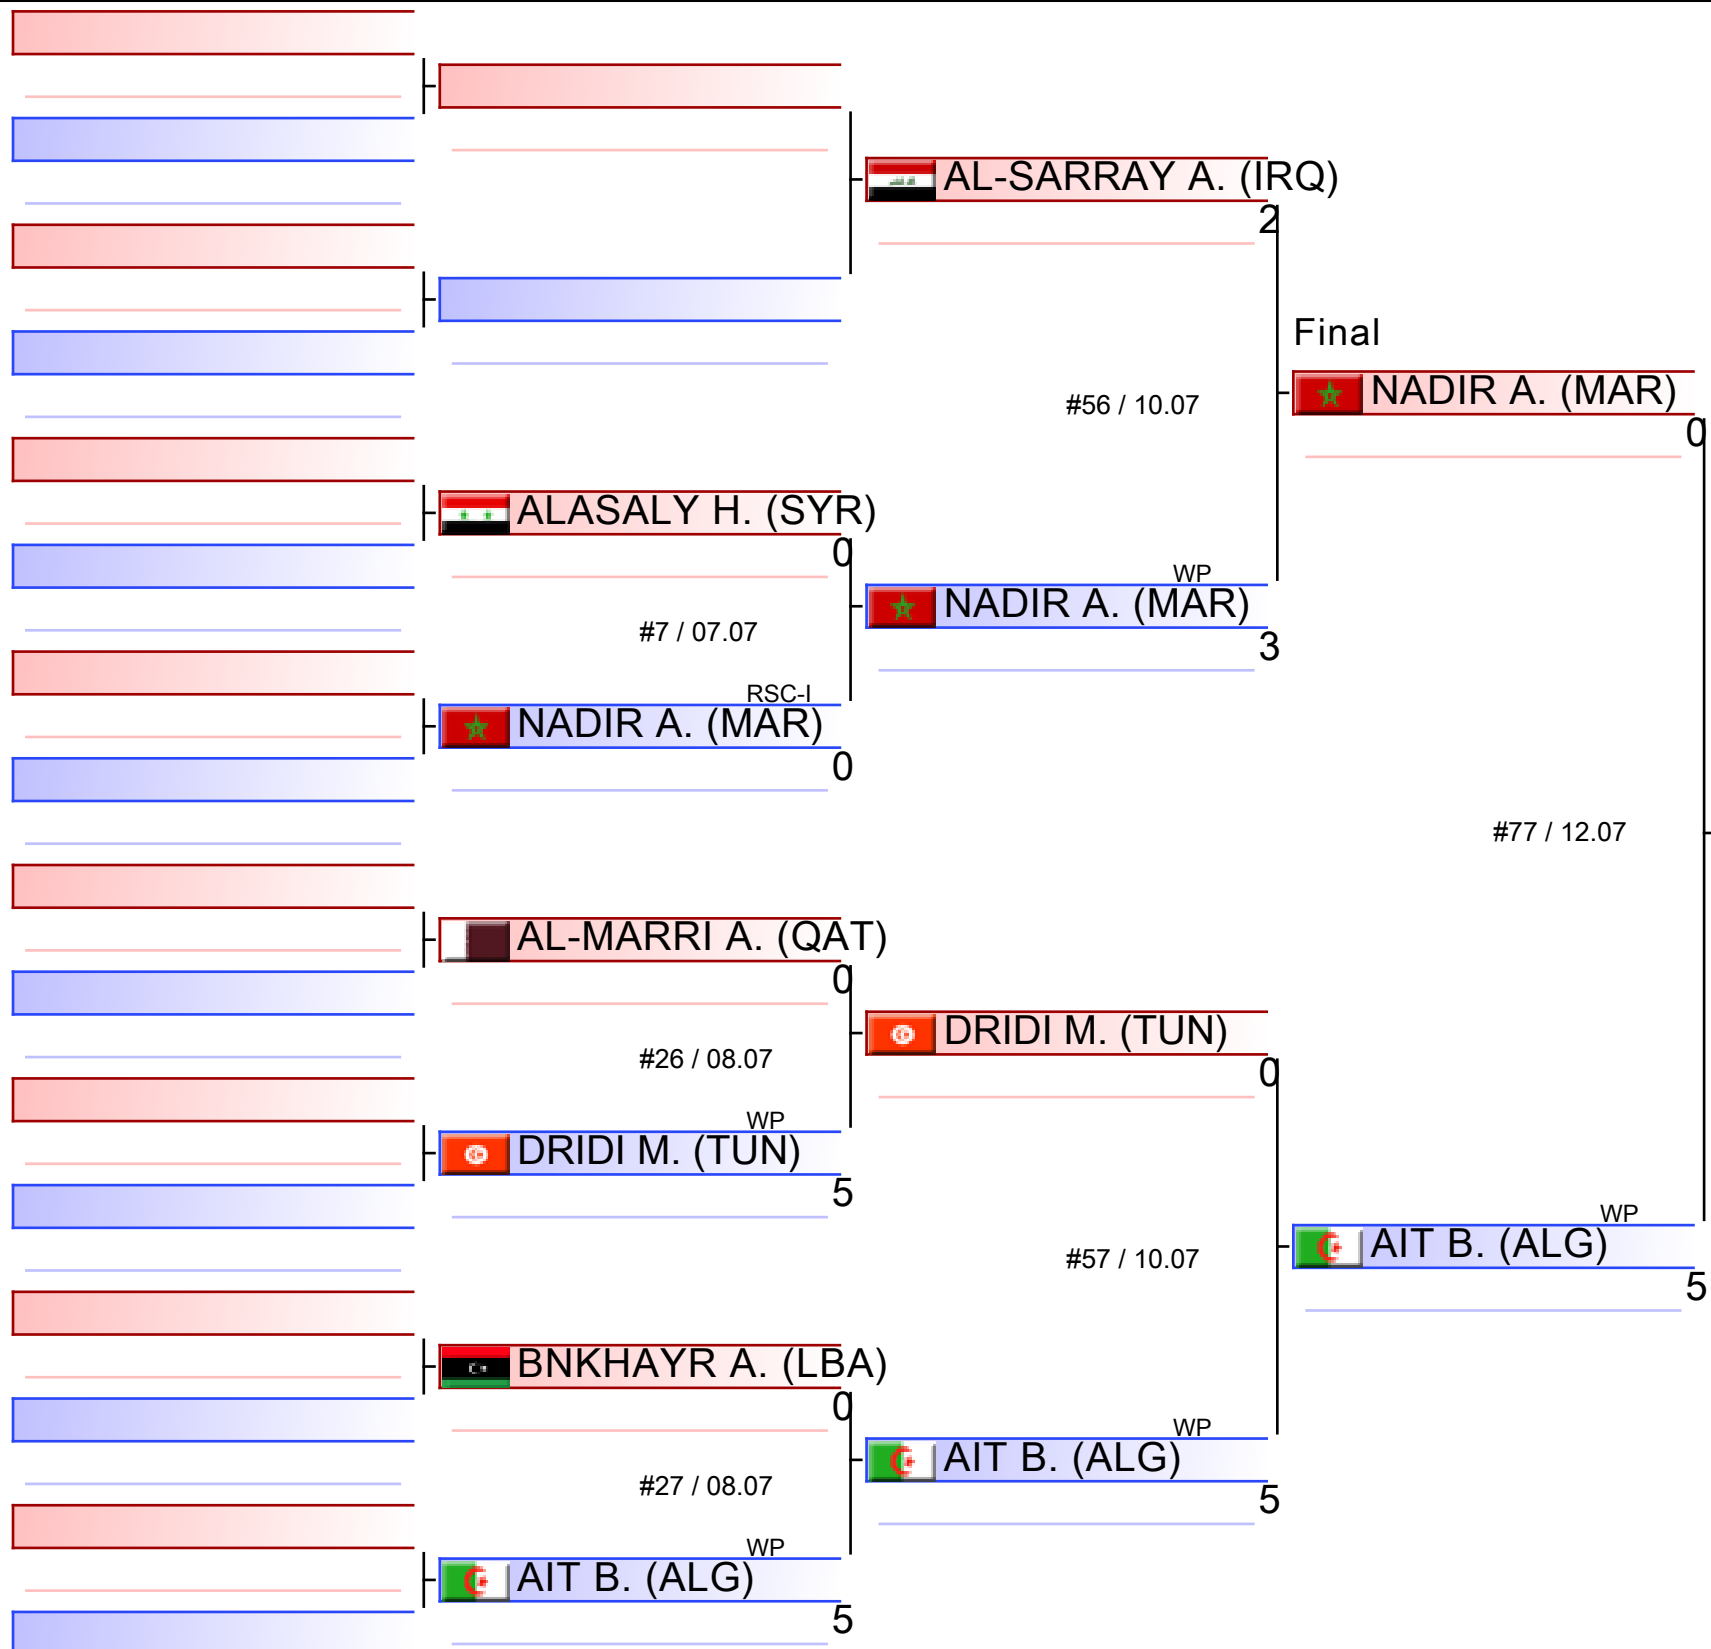 AL-SARRAY A. (IRQ)
2
Final
#56 / 10.07
NADIR A. (MAR)
0
ALASALY H. (SYR)
0
WP
NADIR A. (MAR)
3
#7 / 07.07
RSC-I
NADIR A. (MAR)
0
#77 / 12.07
AL-MARRI A. (QAT)
0
DRIDI M. (TUN)
0
#26 / 08.07
WP
DRIDI M. (TUN)
5
#57 / 10.07
WP
AIT B. (ALG)
5
BNKHAYR A. (LBA)
0
WP
AIT B. (ALG)
5
#27 / 08.07
WP
AIT B. (ALG)
5